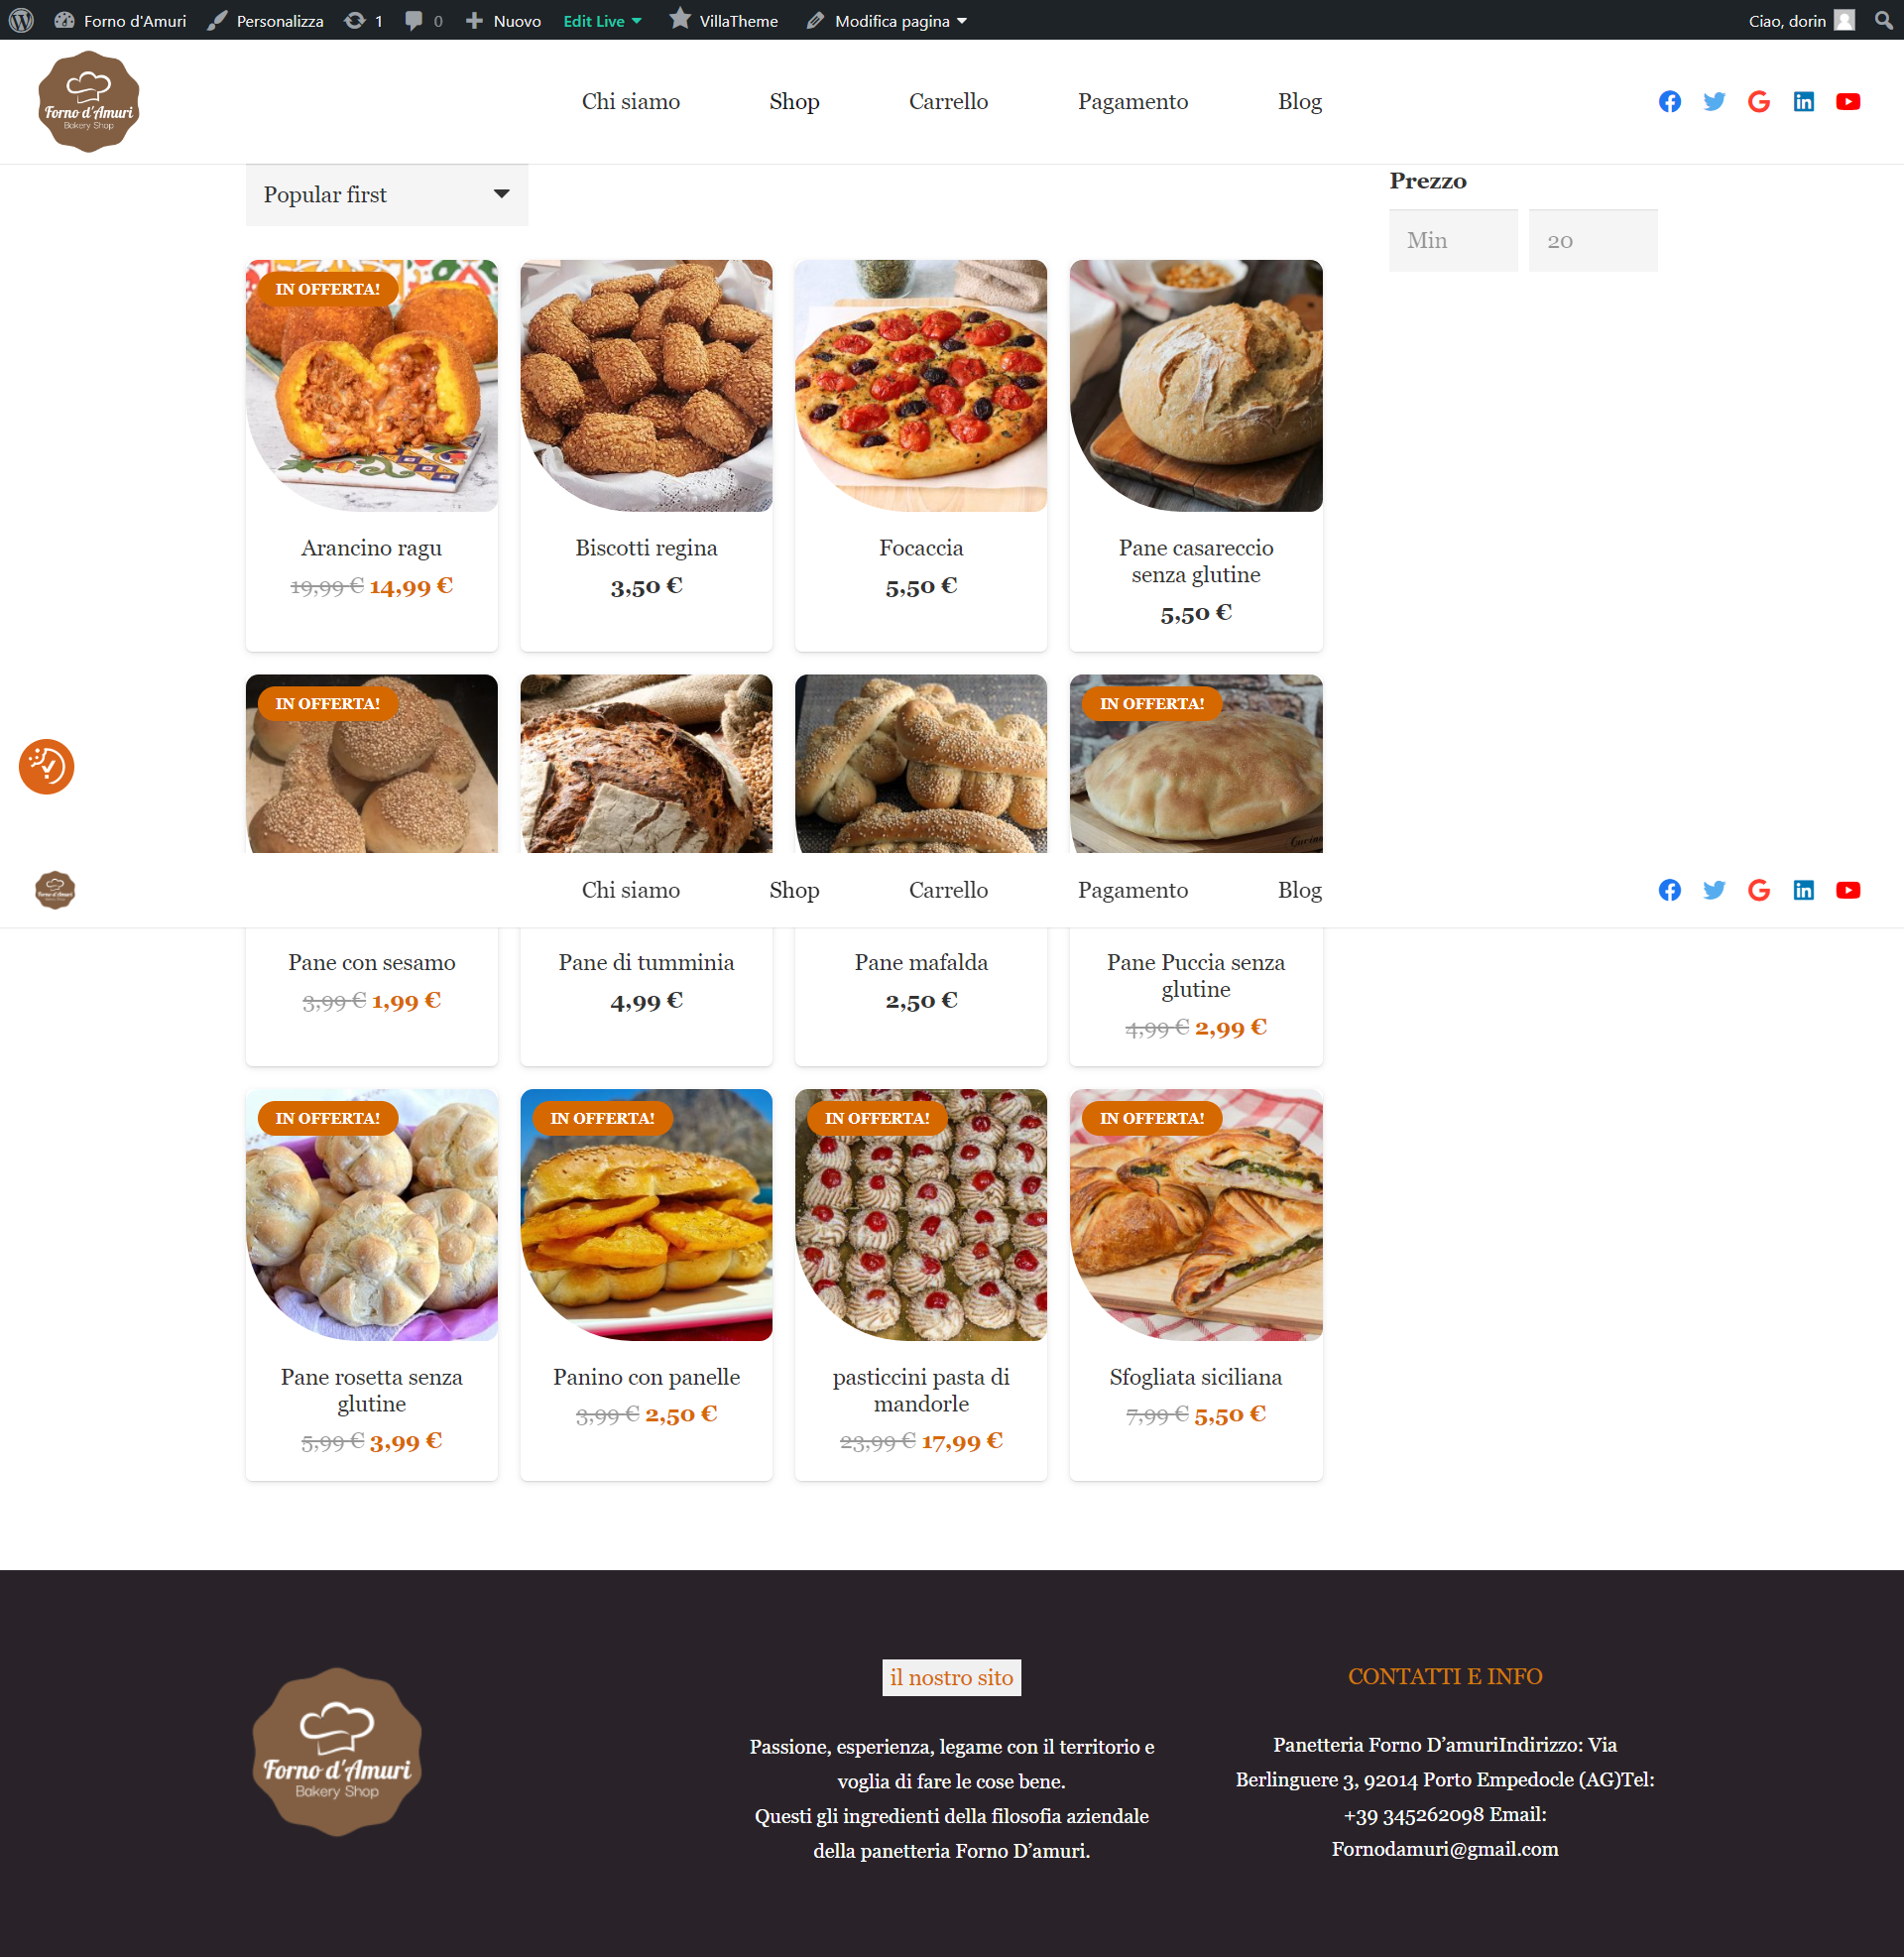 Forno d'Amuri
Personalizza
1
0
Nuovo
Edit Live
VillaTheme
Modifica pagina
Ciao, dorin
Forno d'Amuri
Bakery Shop
Chi siamo
Shop
Carrello
Pagamento
Blog
Popular first
Prezzo
Min
20
IN OFFERTA!
Arancino ragu
19,99 € 14,99 €
Biscotti regina
3,50 €
Focaccia
5,50 €
Pane casareccio
senza glutine
5,50 €
IN OFFERTA!
IN OFFERTA!
Cucina
Chi siamo
Shop
Carrello
Pagamento
Blog
Pane con sesamo
3,99 € 1,99 €
Pane di tumminia
4,99 €
Pane mafalda
2,50 €
Pane Puccia senza
glutine
4,99 € 2,99 €
IN OFFERTA!
Pane rosetta senza
glutine
5,99 € 3,99 €
IN OFFERTA!
Panino con panelle
3,99 € 2,50 €
IN OFFERTA!
pasticcini pasta di
mandorle
23,99 € 17,99 €
IN OFFERTA!
Sfogliata siciliana
7,99 € 5,50 €
Forno d'Amuri
Bakery Shop
il nostro sito
Passione, esperienza, legame con il territorio e
voglia di fare le cose bene.
Questi gli ingredienti della filosofia aziendale
della panetteria Forno D’amuri.
CONTATTI E INFO
Panetteria Forno D’amuriIndirizzo: Via
Berlinguere 3, 92014 Porto Empedocle (AG)Tel:
+39 345262098 Email:
Fornodamuri@gmail.com